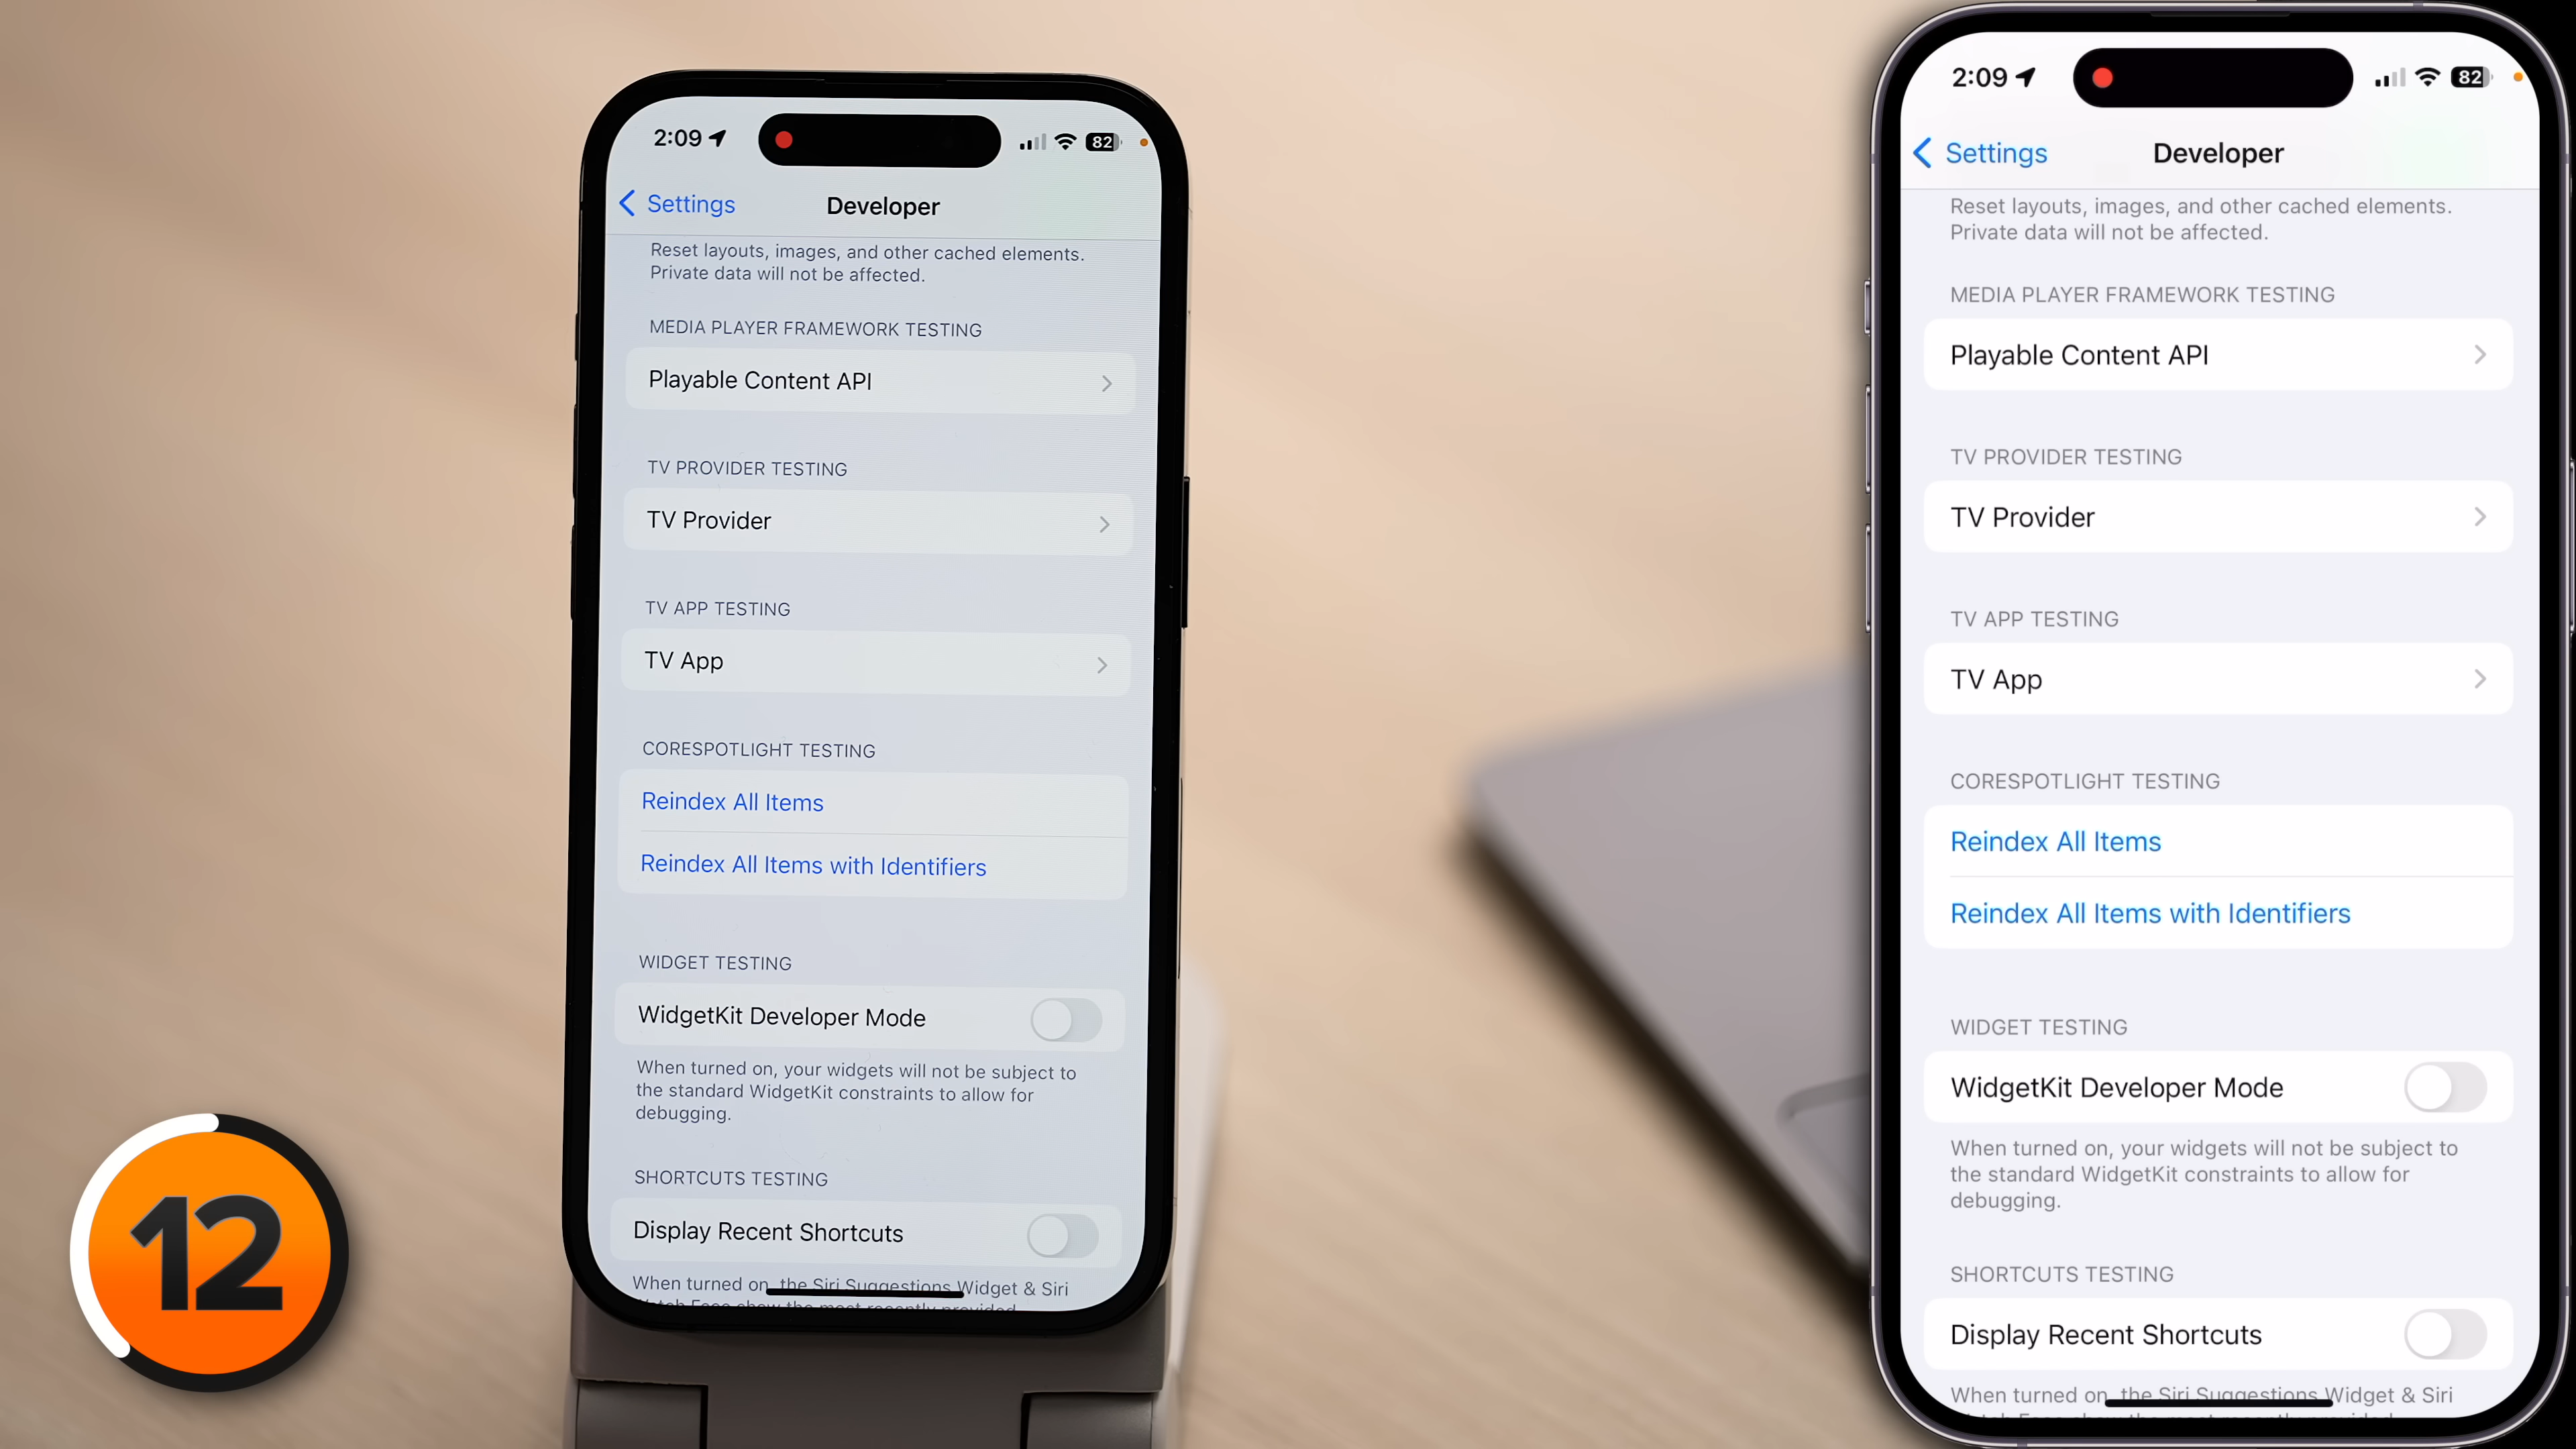 2:09
82
Settings
Developer
Reset layouts, images, and other cached elements.
Private data will not be affected.
MEDIA PLAYER FRAMEWORK TESTING
Playable Content API
TV PROVIDER TESTING
TV Provider
TV APP TESTING
TV App
CORESPOTLIGHT TESTING
Reindex All Items
Reindex All Items with Identifiers
WIDGET TESTING
WidgetKit Developer Mode
When turned on, your widgets will not be subject to
the standard WidgetKit constraints to allow for
debugging.
SHORTCUTS TESTING
Display Recent Shortcuts
When turned on, the Siri Suggestions Widget & Siri
12
2:09
82
Settings
Developer
Reset layouts, images, and other cached elements.
Private data will not be affected.
MEDIA PLAYER FRAMEWORK TESTING
Playable Content API
TV PROVIDER TESTING
TV Provider
TV APP TESTING
TV App
CORESPOTLIGHT TESTING
Reindex All Items
Reindex All Items with Identifiers
WIDGET TESTING
WidgetKit Developer Mode
When turned on, your widgets will not be subject to
the standard WidgetKit constraints to allow for
debugging.
SHORTCUTS TESTING
Display Recent Shortcuts
When turned on, the Siri Suggestions Widget & Siri